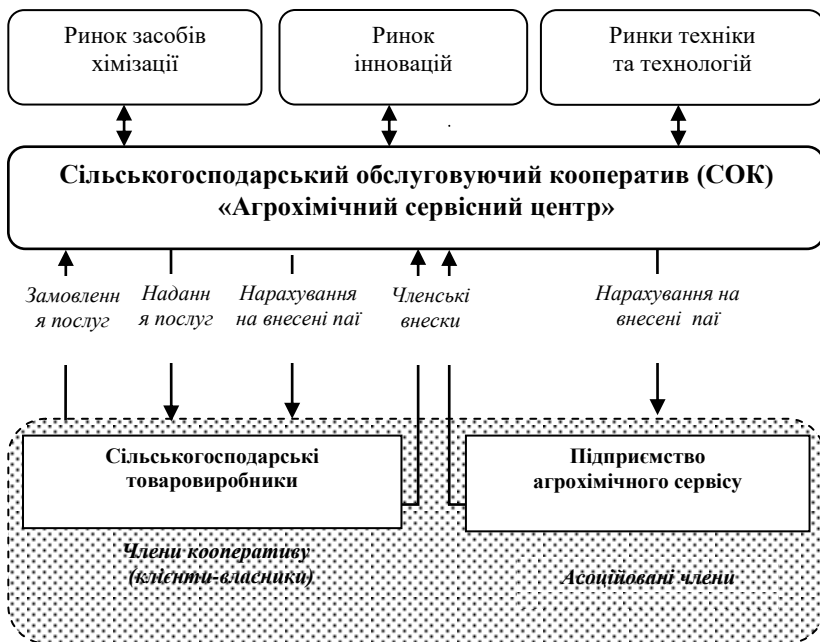 Ринок засобів
хімізації
Ринок
інновацій
Ринки техніки
та технологій
Сільськогосподарський обслуговуючий кооператив (СОК)
«Агрохімічний сервісний центр»
Замовленн
я послуг
Наданн
я послуг
Нарахування
на внесені паї
Членські
внески
Нарахування на
внесені паї
Сільськогосподарські
товаровиробники
Підприємство
агрохімічного сервісу
Члени кооперативу
(клієнти-власники)
Асоційовані члени